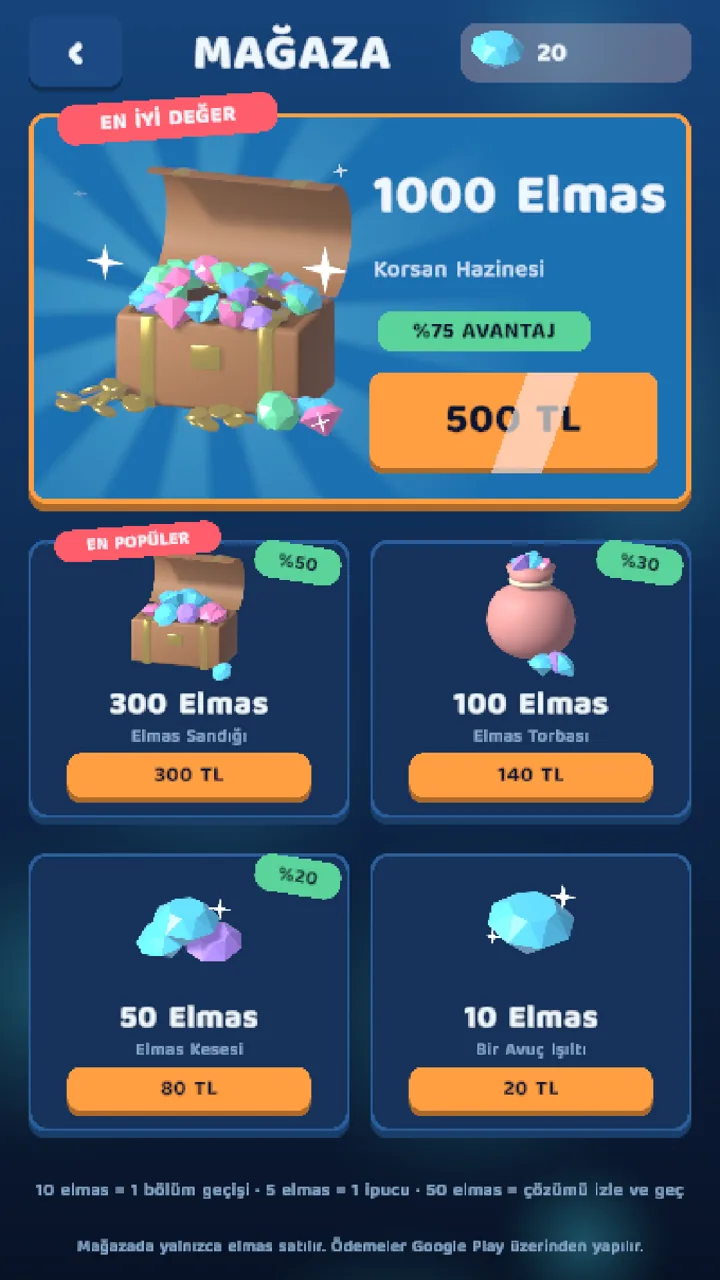 MAĞAZA
20
EN İYİ DEĞER
1000 Elmas
Korsan Hazinesi
%75 AVANTAJ
500 TL
EN POPÜLER
%50
300 Elmas
Elmas Sandığı
300 TL
%30
100 Elmas
Elmas Torbası
140 TL
%20
50 Elmas
Elmas Kesesi
80 TL
10 Elmas
Bir Avuç Işıltı
20 TL
10 elmas = 1 bölüm geçişi · 5 elmas = 1 ipucu · 50 elmas = çözümü izle ve geç
Mağazada yalnızca elmas satılır. Ödemeler Google Play üzerinden yapılır.